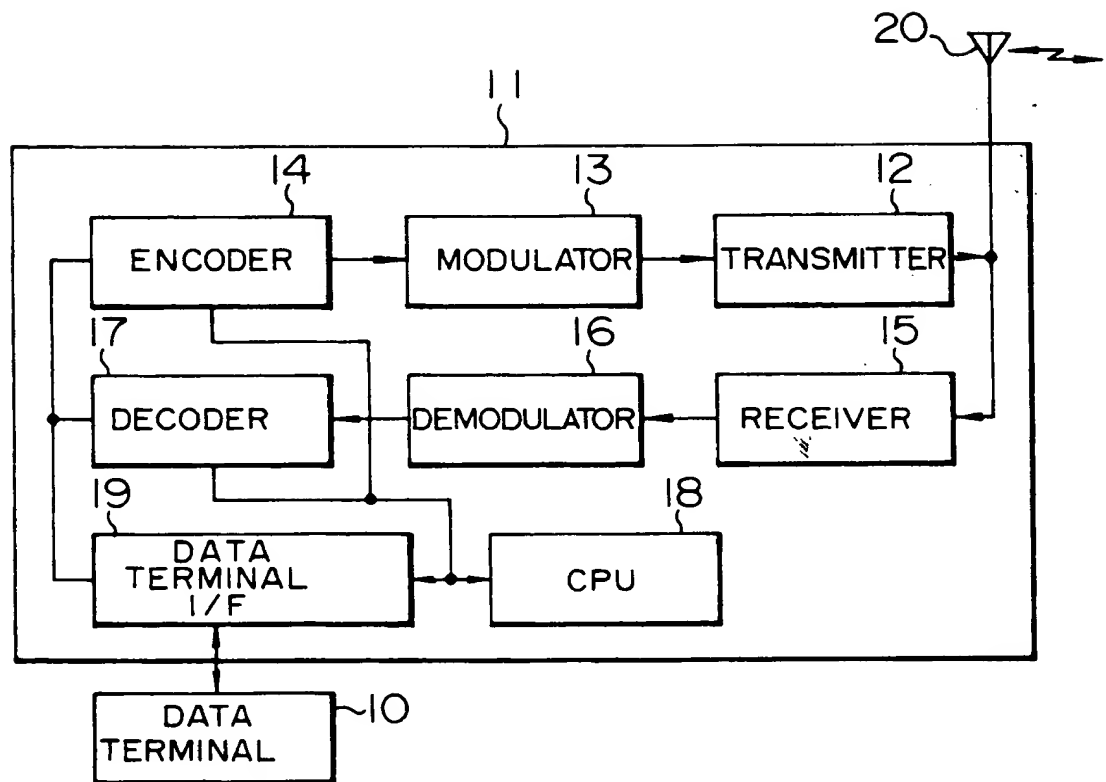 20
11
14
13
12
ENCODER
MODULATOR
TRANSMITTER
17
16
15
DECODER
DEMODULATOR
RECEIVER
19
18
DATA
TERMINAL
I/F
CPU
DATA
TERMINAL
10